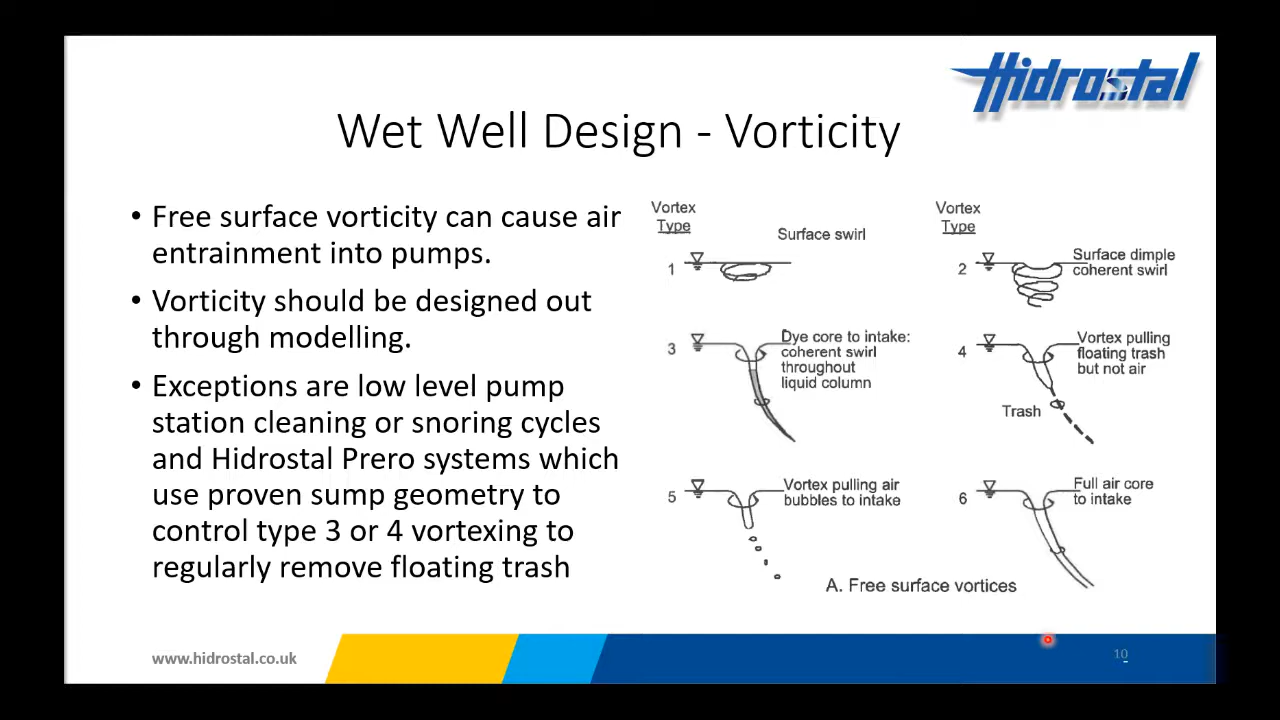 Hidrostal
Wet Well Design - Vorticity
• Free surface vorticity can cause air
entrainment into pumps.
• Vorticity should be designed out
through modelling.
• Exceptions are low level pump
station cleaning or snoring cycles
and Hidrostal Prero systems which
use proven sump geometry to
control type 3 or 4 vortexing to
regularly remove floating trash
Vortex
Type
Surface swirl
1
Vortex
Type
2
Surface dimple
coherent swirl
3
Dye core to intake:
coherent swirl
throughout
liquid column
4
Vortex pulling
floating trash
but not air
Trash
5
Vortex pulling air
bubbles to intake
6
Full air core
to intake
A. Free surface vortices
www.hidrostal.co.uk
10